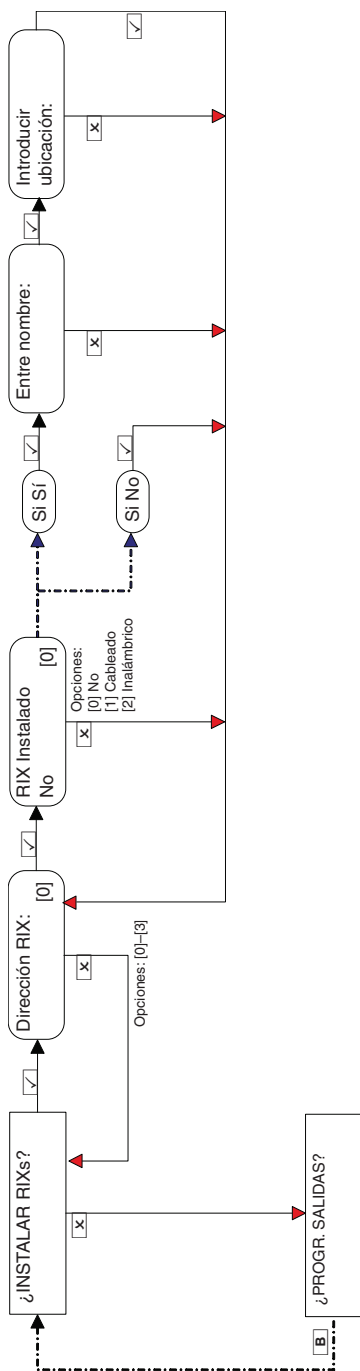 ¿INSTALAR RIXs?
✓
Dirección RIX:
[0]
✓
RIX Instalado
No
[0]
Si Sí
✓
Entre nombre:
✓
Introducir
ubicación:
✓
x
Opciones: [0]–[3]
x
Opciones:
[0] No
[1] Cableado
[2] Inalámbrico
x
Si No
✓
x
x
B
¿PROGR. SALIDAS?